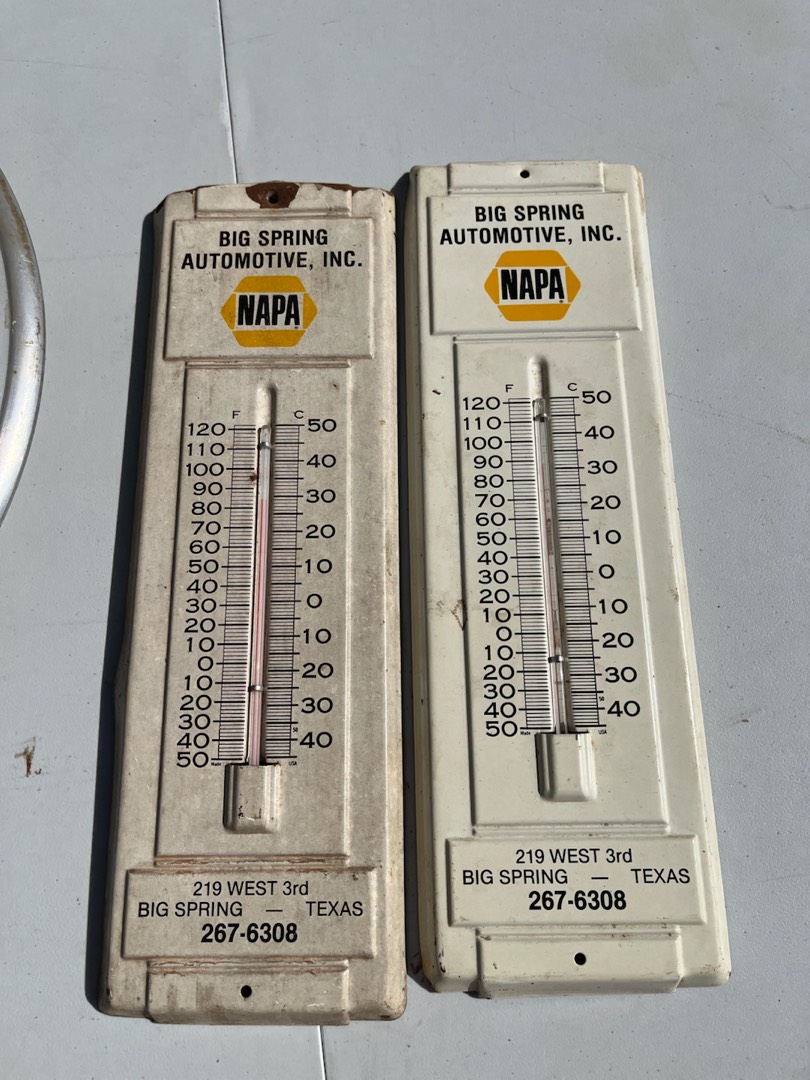 BIG SPRING
AUTOMOTIVE, INC.
NAPA
F C
120 50
110
100 40
90
80 30
70
60 20
50 10
40
30 0
20
10 10
0
10 20
20 30
30
40 40
50
Made USA
219 WEST 3rd
BIG SPRING — TEXAS
267-6308
BIG SPRING
AUTOMOTIVE, INC.
NAPA
F C
120 50
110
100 40
90
80 30
70
60 20
50 10
40
30 0
20
10 10
0
10 20
20 30
30
40 40
50
Made USA
219 WEST 3rd
BIG SPRING — TEXAS
267-6308